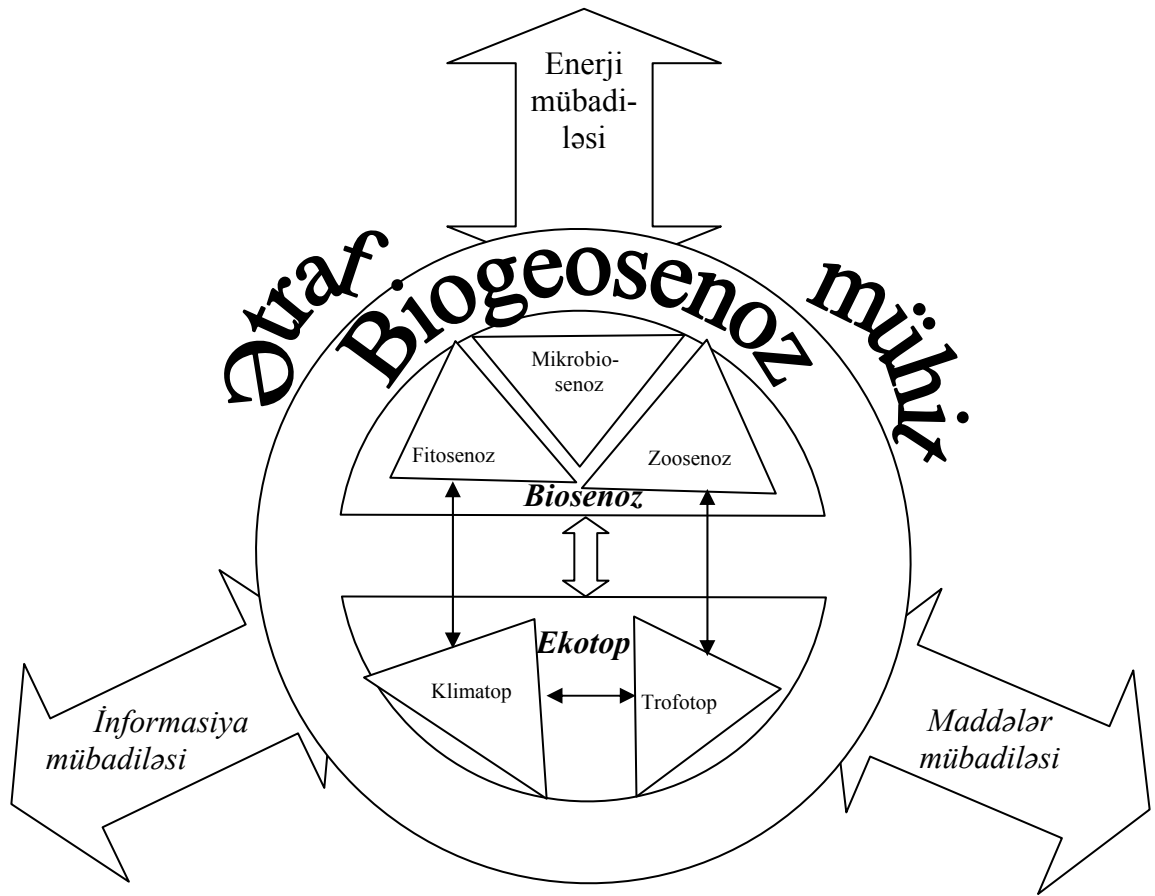 Enerji
mübadi-
ləsi
Ətraf mühit
Biogeosenoz
Mikrobio-
senoz
Fitosenoz
Zoosenoz
Biosenoz
Ekotop
Klimatop
Trofotop
İnformasiya
mübadiləsi
Maddələr
mübadiləsi